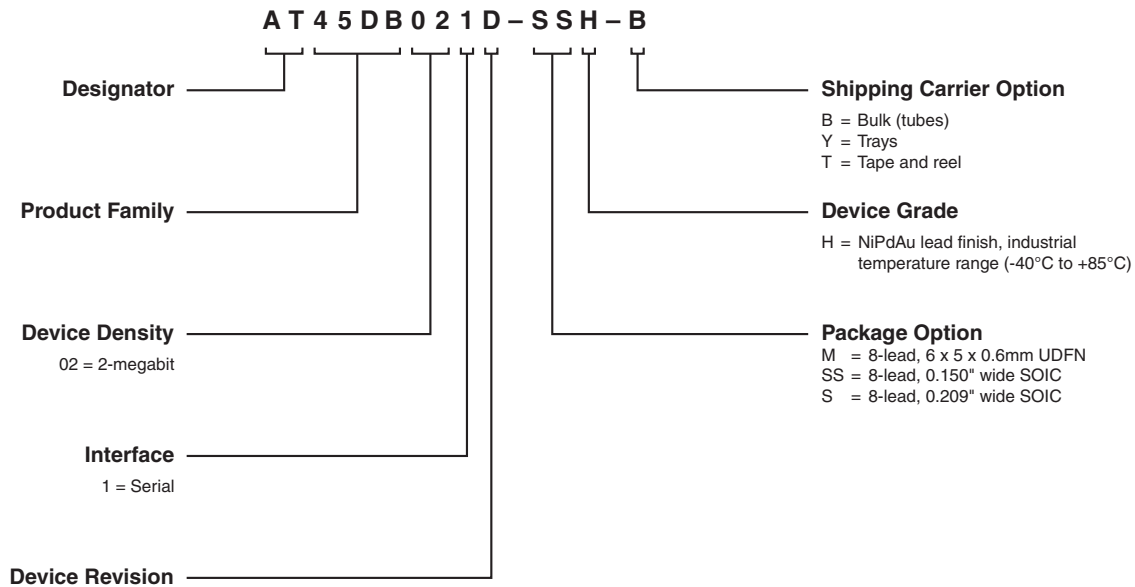 AT45DB021D–SSH–B
Designator
Product Family
Device Density
02 = 2-megabit
Interface
1 = Serial
Device Revision
Shipping Carrier Option
B = Bulk (tubes)
Y = Trays
T = Tape and reel
Device Grade
H = NiPdAu lead finish, industrial
temperature range (-40°C to +85°C)
Package Option
M = 8-lead, 6 x 5 x 0.6mm UDFN
SS = 8-lead, 0.150" wide SOIC
S = 8-lead, 0.209" wide SOIC